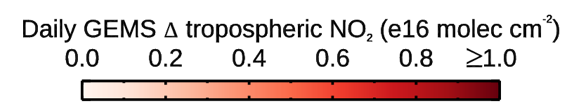 Daily GEMS Δ tropospheric NO₂ (e16 molec cm⁻²)
0.0 0.2 0.4 0.6 0.8 ≥1.0